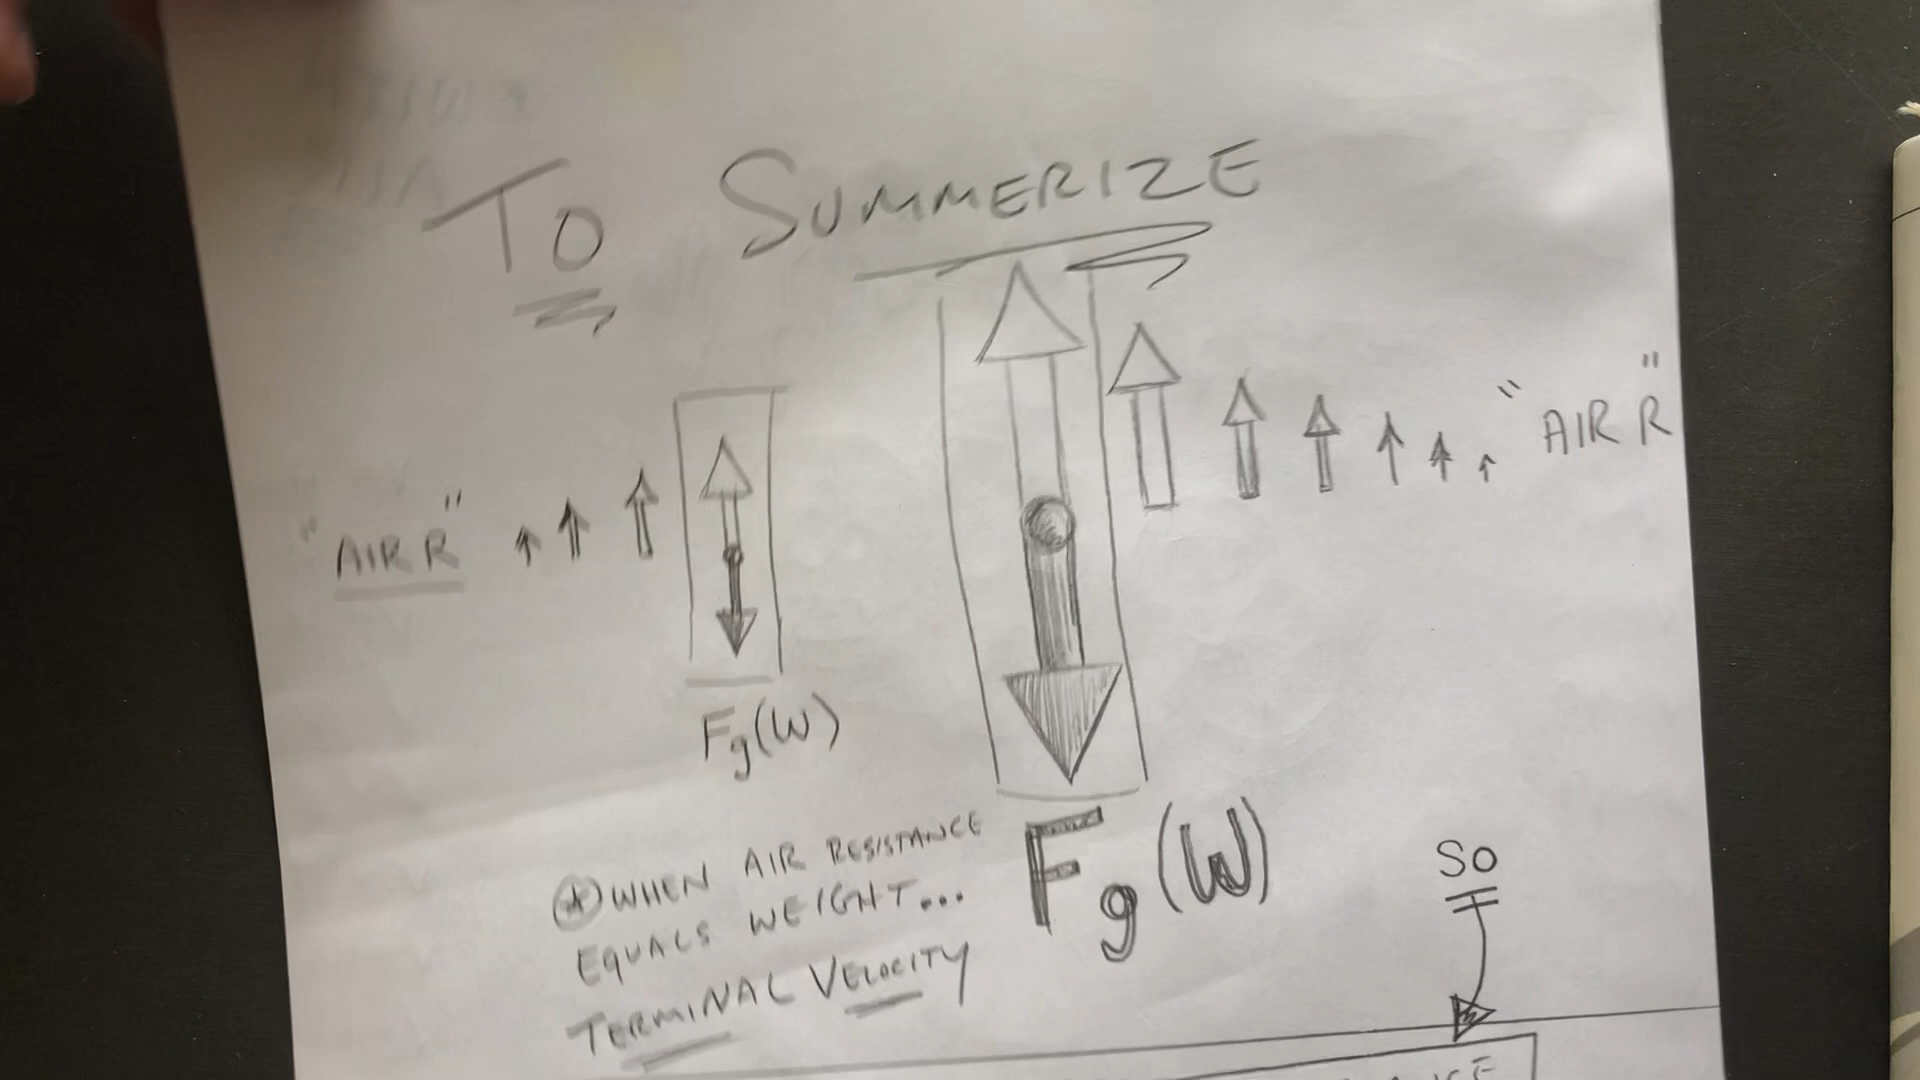 To SUMMERIZE
"AIR R"
"AIR R"
Fg(W)
Fg(W)
* WHEN AIR RESISTANCE
EQUALS WEIGHT...
TERMINAL VELOCITY
SO